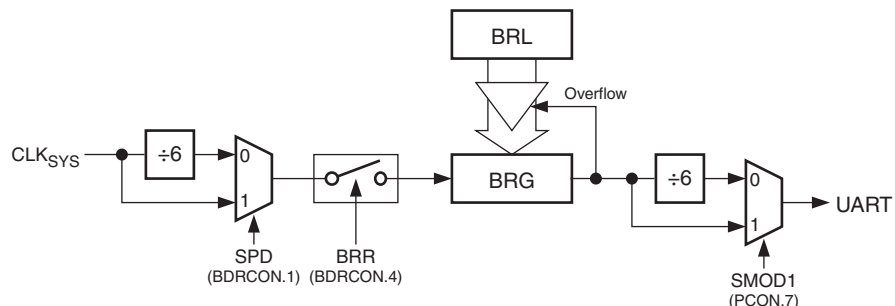 BRL
Overflow
CLKSYS
÷6
0
1
BRG
÷6
0
1
UART
SPD
(BDRCON.1)
BRR
(BDRCON.4)
SMOD1
(PCON.7)